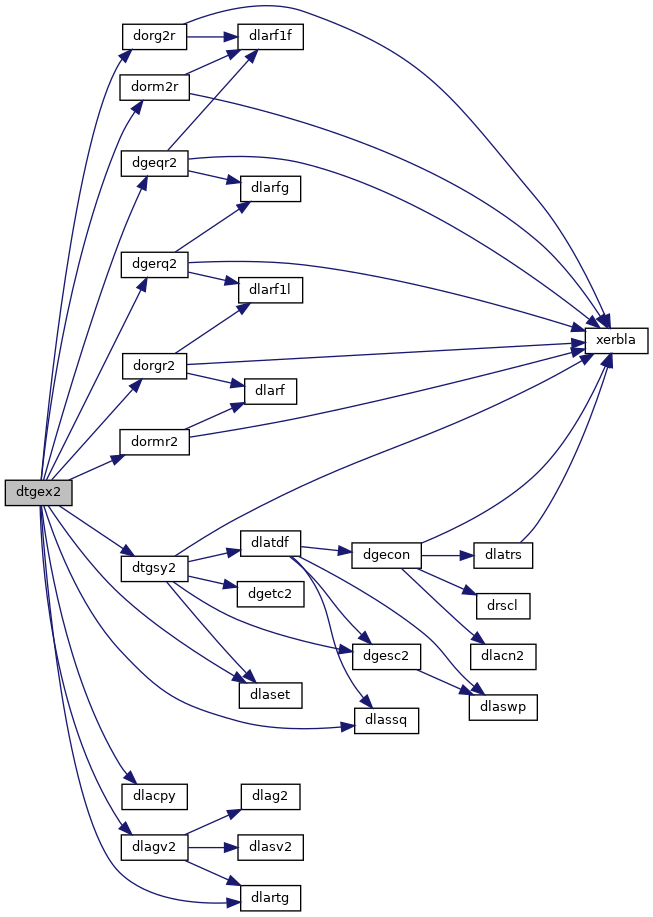 dorg2r
dlarf1f
dorm2r
dgeqr2
dlarfg
dgerq2
dlarf1l
xerbla
dorgr2
dlarf
dormr2
dtgex2
dlatdf
dgecon
dlatrs
dtgsy2
dgetc2
drscl
dgesc2
dlacn2
dlaset
dlassq
dlaswp
dlacpy
dlag2
dlagv2
dlasv2
dlartg